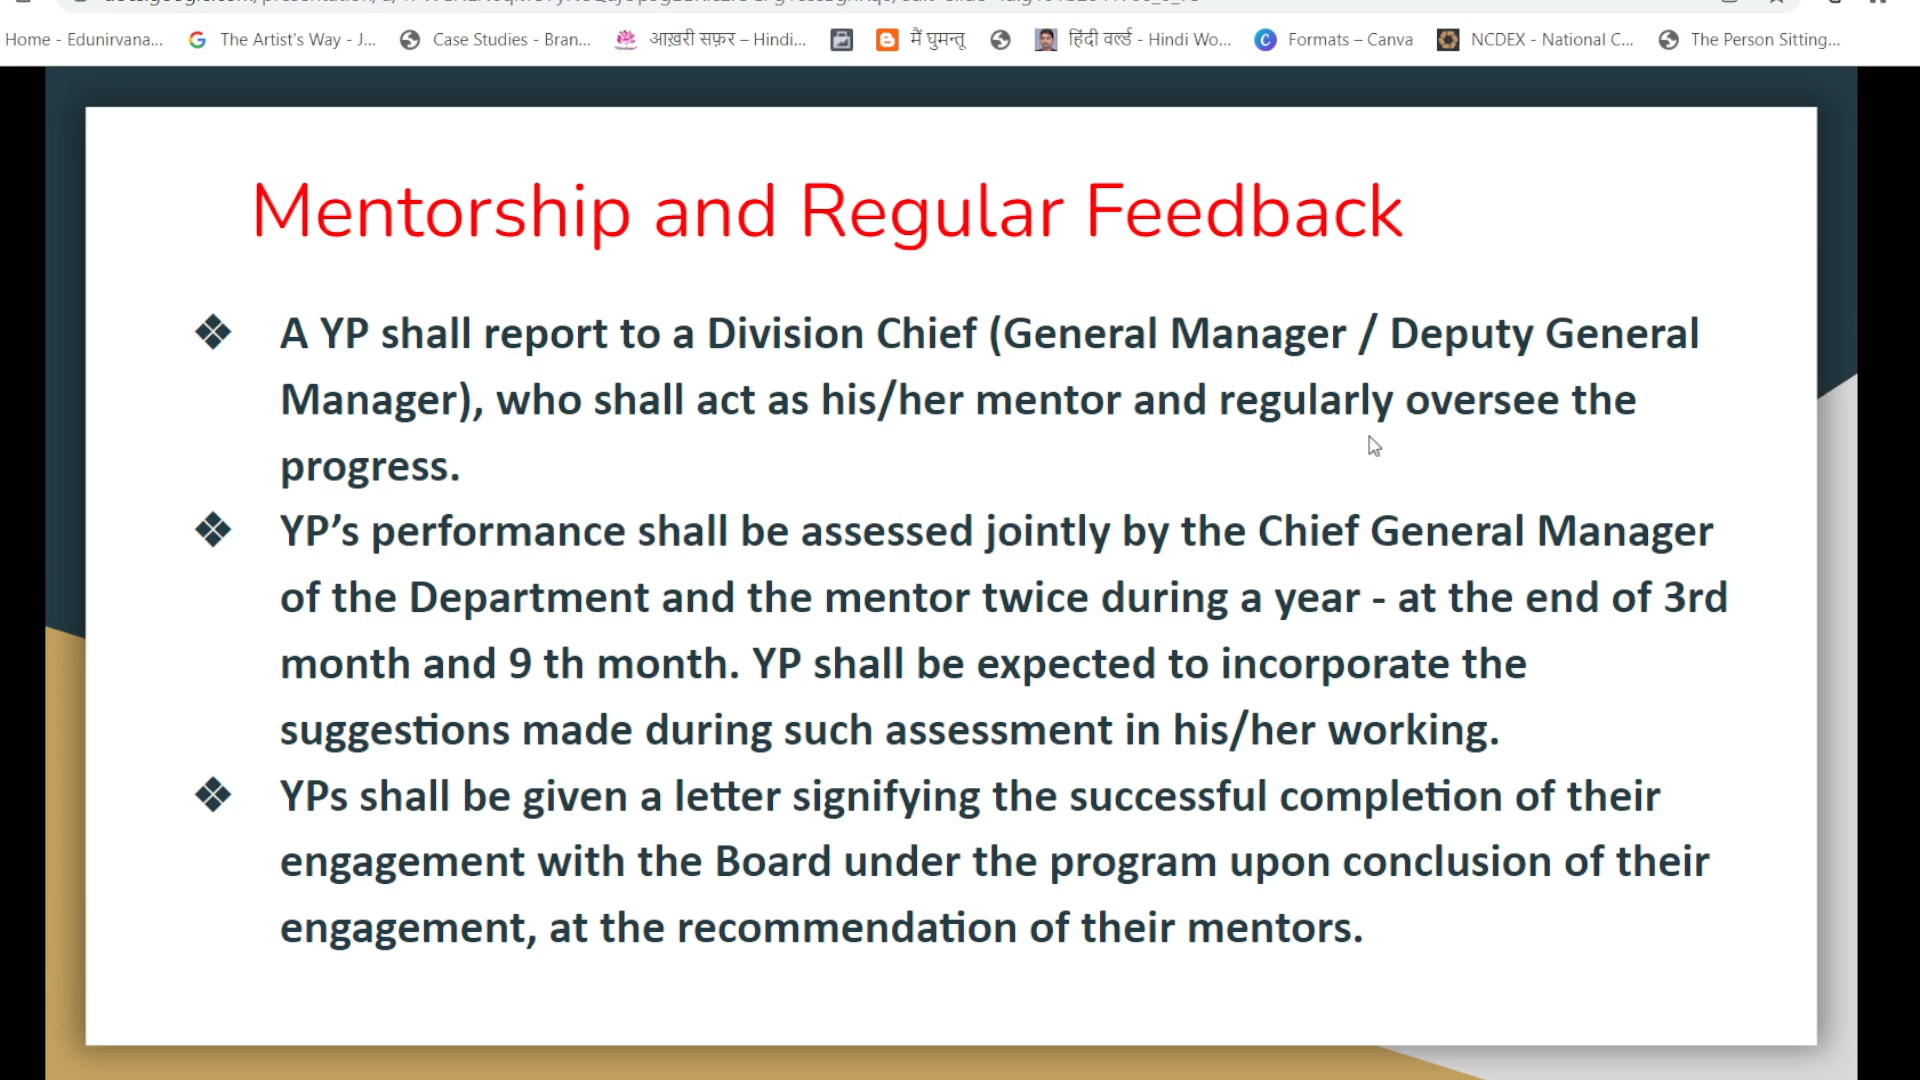 Home - Edunirvana... The Artist's Way - J... Case Studies - Bran... आख़री सफ़र – Hindi... मैं घुमन्तू हिंदी वर्ल्ड - Hindi Wo... Formats – Canva NCDEX - National C... The Person Sitting...
Mentorship and Regular Feedback
❖ A YP shall report to a Division Chief (General Manager / Deputy General
Manager), who shall act as his/her mentor and regularly oversee the
progress.
❖ YP’s performance shall be assessed jointly by the Chief General Manager
of the Department and the mentor twice during a year - at the end of 3rd
month and 9 th month. YP shall be expected to incorporate the
suggestions made during such assessment in his/her working.
❖ YPs shall be given a letter signifying the successful completion of their
engagement with the Board under the program upon conclusion of their
engagement, at the recommendation of their mentors.